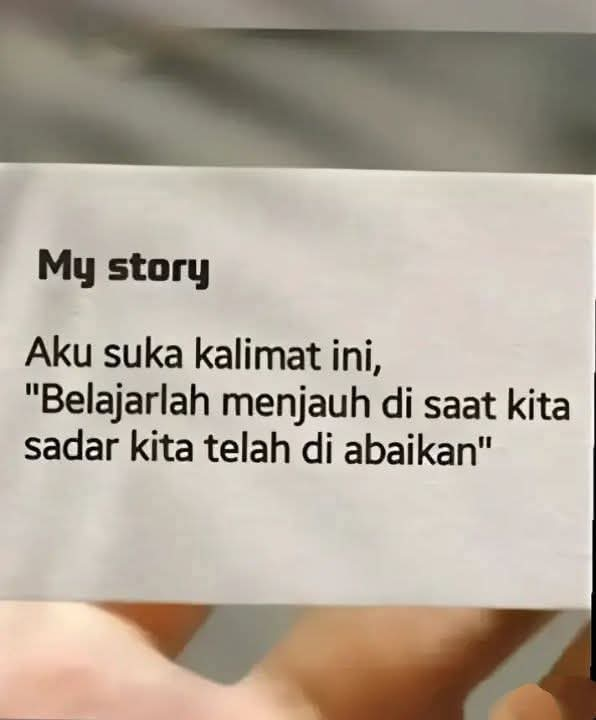 My story
Aku suka kalimat ini,
"Belajarlah menjauh di saat kita
sadar kita telah di abaikan"